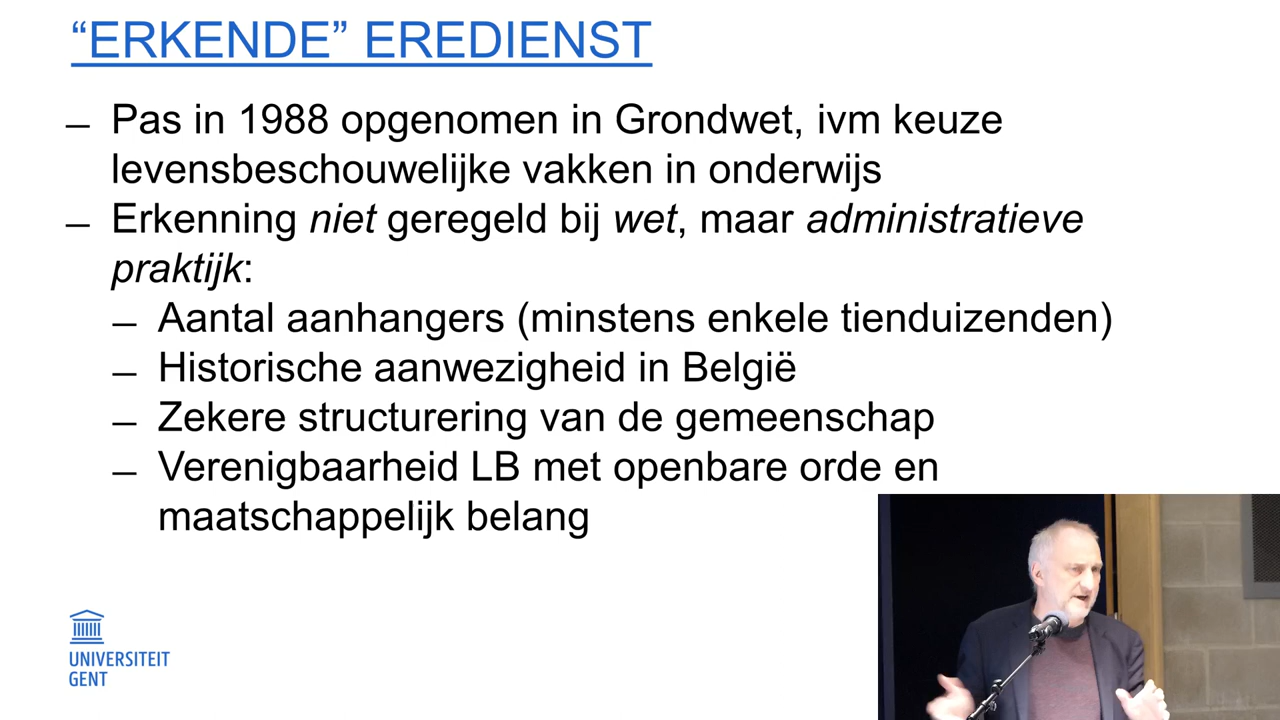 “ERKENDE” EREDIENST
– Pas in 1988 opgenomen in Grondwet, ivm keuze
levensbeschouwelijke vakken in onderwijs
– Erkenning niet geregeld bij wet, maar administratieve
praktijk:
– Aantal aanhangers (minstens enkele tienduizenden)
– Historische aanwezigheid in België
– Zekere structurering van de gemeenschap
– Verenigbaarheid LB met openbare orde en
maatschappelijk belang
UNIVERSITEIT
GENT